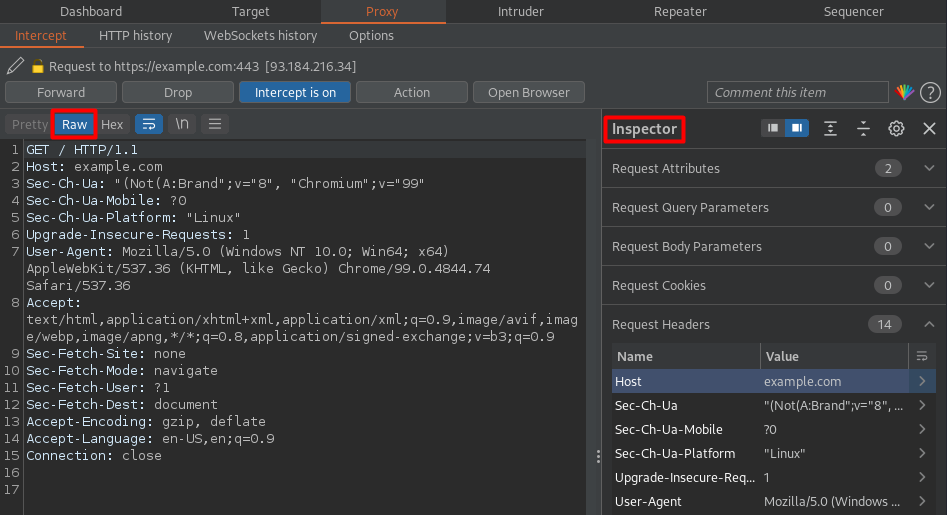 Dashboard Target Proxy Intruder Repeater Sequencer
Intercept HTTP history WebSockets history Options
Request to https://example.com:443 [93.184.216.34]
Forward Drop Intercept is on Action Open Browser Comment this item ?
Pretty Raw Hex \n
1 GET / HTTP/1.1
2 Host: example.com
3 Sec-Ch-Ua: "(Not(A:Brand";v="8", "Chromium";v="99"
4 Sec-Ch-Ua-Mobile: ?0
5 Sec-Ch-Ua-Platform: "Linux"
6 Upgrade-Insecure-Requests: 1
7 User-Agent: Mozilla/5.0 (Windows NT 10.0; Win64; x64)
AppleWebKit/537.36 (KHTML, like Gecko) Chrome/99.0.4844.74
Safari/537.36
8 Accept:
text/html,application/xhtml+xml,application/xml;q=0.9,image/avif,imag
e/webp,image/apng,*/*;q=0.8,application/signed-exchange;v=b3;q=0.9
9 Sec-Fetch-Site: none
10 Sec-Fetch-Mode: navigate
11 Sec-Fetch-User: ?1
12 Sec-Fetch-Dest: document
13 Accept-Encoding: gzip, deflate
14 Accept-Language: en-US,en;q=0.9
15 Connection: close
16
17
Inspector
Request Attributes 2
Request Query Parameters 0
Request Body Parameters 0
Request Cookies 0
Request Headers 14
Name Value
Host example.com
Sec-Ch-Ua "(Not(A:Brand";v="8", ...
Sec-Ch-Ua-Mobile ?0
Sec-Ch-Ua-Platform "Linux"
Upgrade-Insecure-Req... 1
User-Agent Mozilla/5.0 (Windows ...